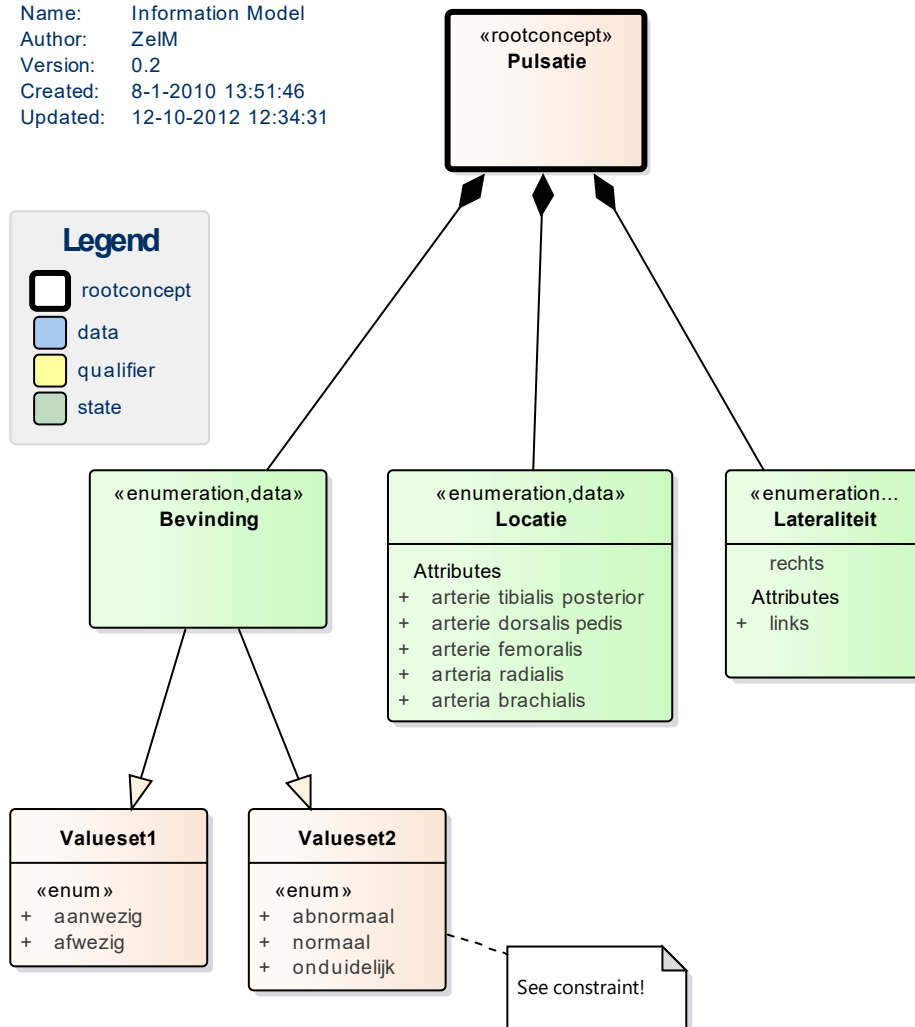 Name: Information Model
Author: ZelM
Version: 0.2
Created: 8-1-2010 13:51:46
Updated: 12-10-2012 12:34:31
«rootconcept»
Pulsatie
Legend
rootconcept
data
qualifier
state
«enumeration,data»
Bevinding
«enumeration,data»
Locatie
Attributes
+ arterie tibialis posterior
+ arterie dorsalis pedis
+ arterie femoralis
+ arteria radialis
+ arteria brachialis
«enumeration...
Lateraliteit
rechts
Attributes
+ links
Valueset1
«enum»
+ aanwezig
+ afwezig
Valueset2
«enum»
+ abnormaal
+ normaal
+ onduidelijk
See constraint!